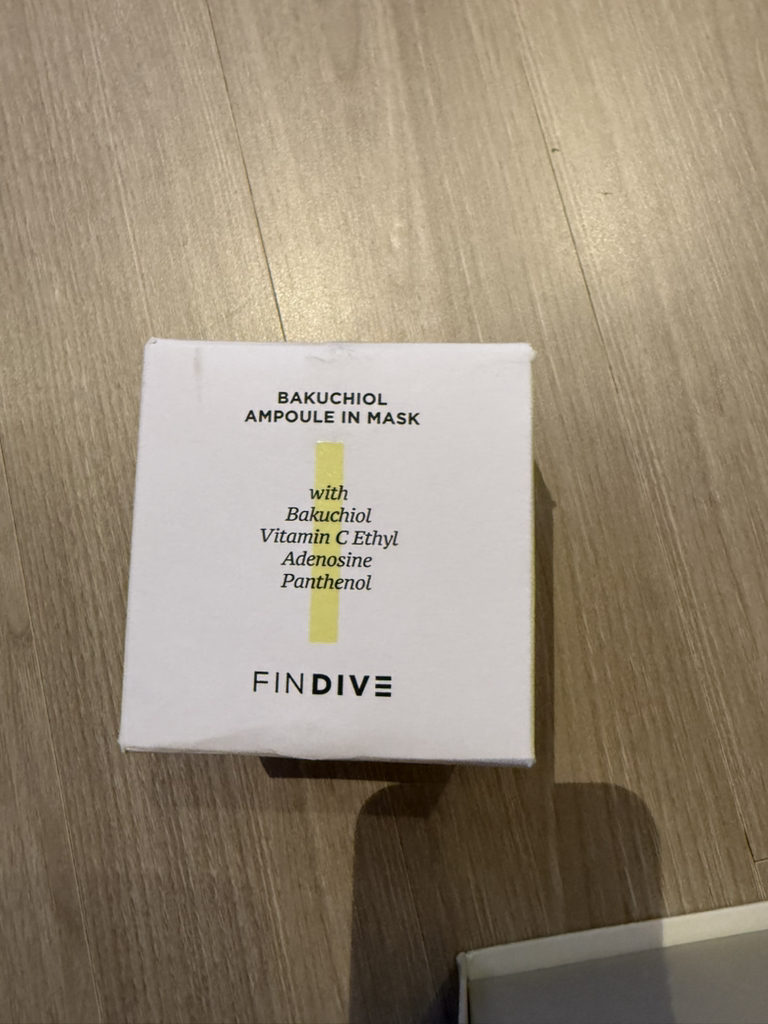 BAKUCHIOL
AMPOULE IN MASK
with
Bakuchiol
Vitamin C Ethyl
Adenosine
Panthenol
FINDIVE